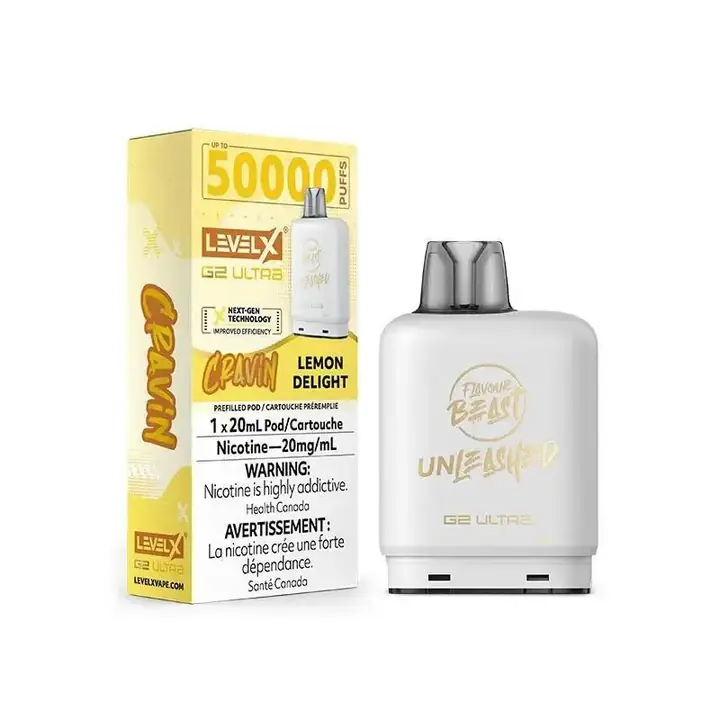 CRAVIN
LEVELX
G2 ULTRA
LEVELXVAPE.COM
UP TO
50000
PUFFS
LEVELX®
G2 ULTRA
NEXT-GEN
TECHNOLOGY
IMPROVED EFFICIENCY
CRAVIN
LEMON
DELIGHT
PREFILLED POD / CARTOUCHE PRÉREMPLIE
1 x 20mL Pod/Cartouche
Nicotine—20mg/mL
WARNING:
Nicotine is highly addictive.
Health Canada
AVERTISSEMENT :
La nicotine crée une forte
dépendance.
Santé Canada
FLAVOUR
BEAST
UNLEASHED
G2 ULTRA